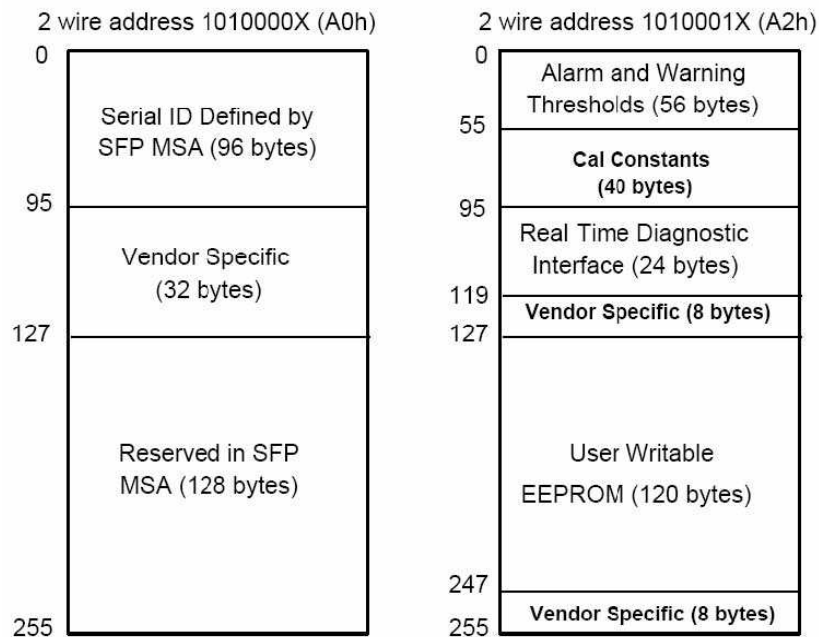 2 wire address 1010000X (A0h)
0
Serial ID Defined by
SFP MSA (96 bytes)
95
Vendor Specific
(32 bytes)
127
Reserved in SFP
MSA (128 bytes)
255
2 wire address 1010001X (A2h)
0
Alarm and Warning
Thresholds (56 bytes)
55
Cal Constants
(40 bytes)
95
Real Time Diagnostic
Interface (24 bytes)
119
Vendor Specific (8 bytes)
127
User Writable
EEPROM (120 bytes)
247
Vendor Specific (8 bytes)
255